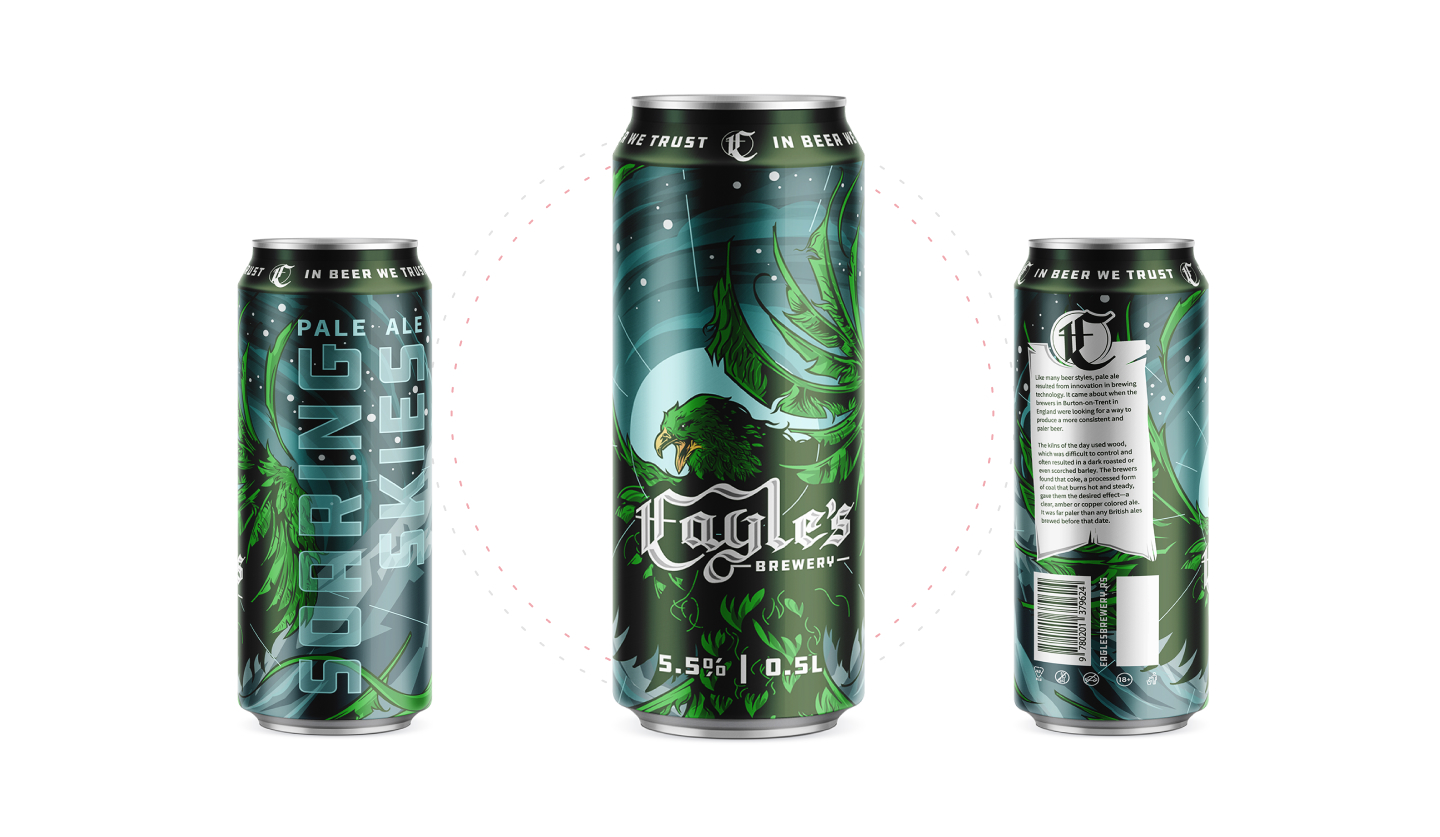 TRUST IN BEER WE TRUST
PALE ALE
SOARING
SKIES
WE TRUST IN BEER WE
Eagle's
BREWERY
5.5% | 0.5L
IN BEER WE TRUST
Like many beer styles, pale ale
resulted from innovation in brewing
technology. It came about when the
brewers in Burton-on-Trent in
England were looking for a way to
produce a more consistent and
paler beer.
The kilns of the day used wood,
which was difficult to control and
often resulted in a dark roasted or
even scorched barley. The brewers
found that coke, a processed form
of coal that burns hot and steady,
gave them the desired effect—a
clear, amber or copper colored ale.
It was far paler than any British ales
brewed before that date.
9 780201 379624
EAGLESBREWERY.RS
18+